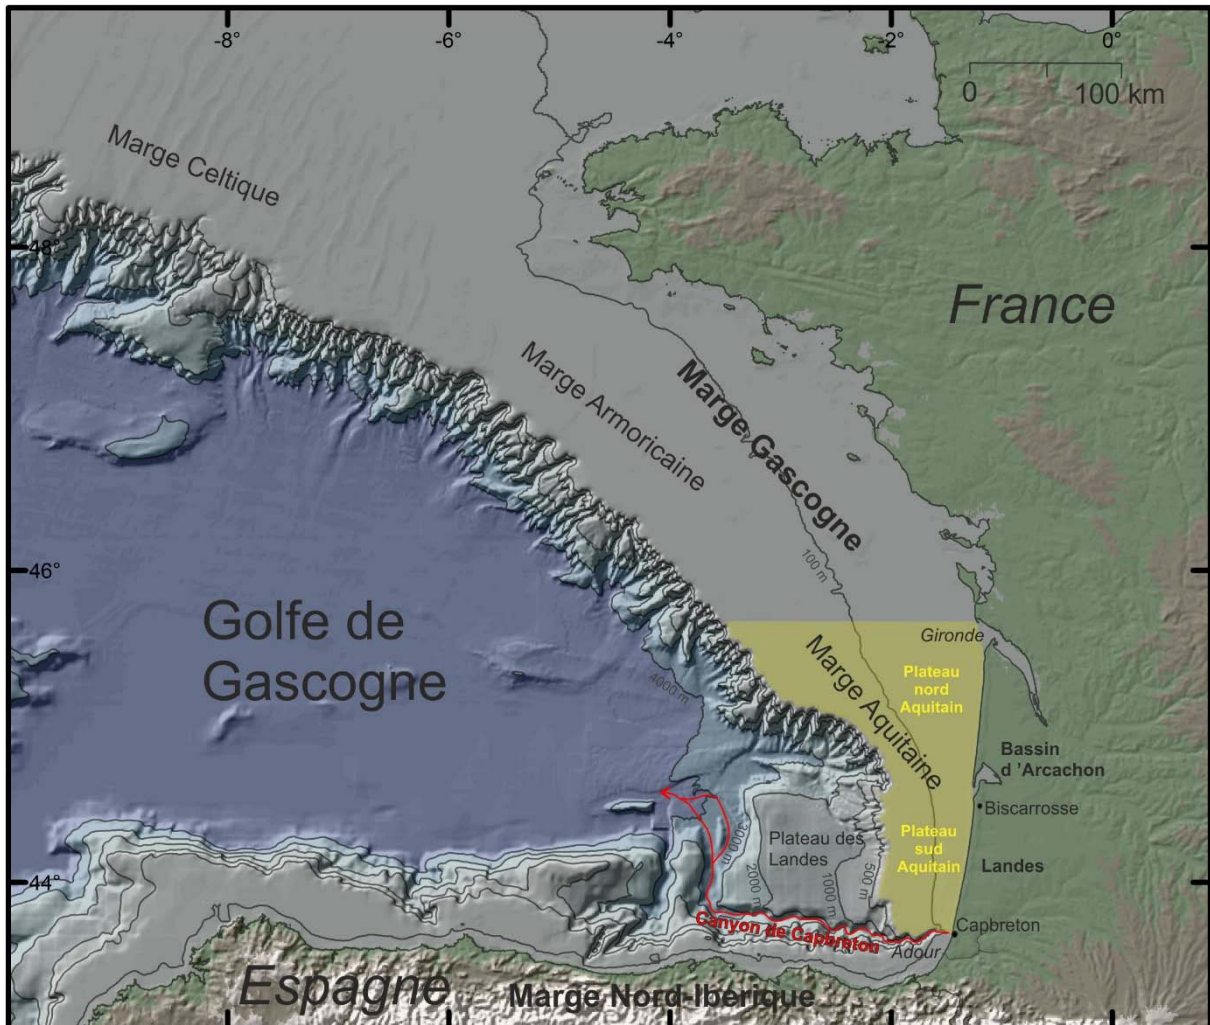 -8°
-6°
-4°
-2°
0°
0
100 km
Marge Celtique
48°
France
Marge Armoricaine
Marge Gascogne
100 m
46°
Golfe de
Gascogne
Gironde
4000 m
Marge Aquitaine
Plateau
nord
Aquitain
Bassin
d 'Arcachon
Biscarrosse
3000 m
Plateau des
Landes
2000 m
1000 m
500 m
Plateau
sud
Aquitain
Landes
44°
Canyon de Capbreton
Capbreton
Adour
Espagne
Marge Nord-Ibérique